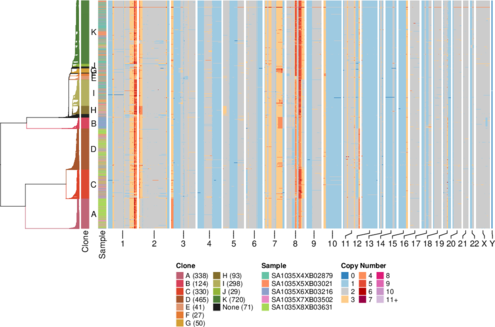 K
J
G
E
I
H
B
D
C
A
Clone
Sample
1 2 3 4 5 6 7 8 9 10 11 12 13 14 15 16 17 18 19 20 21 22 X Y
Clone
A (338)
B (124)
C (330)
D (465)
E (41)
F (27)
G (50)
H (93)
I (298)
J (29)
K (720)
None (71)
Sample
SA1035X4XB02879
SA1035X5XB03021
SA1035X6XB03216
SA1035X7XB03502
SA1035X8XB03631
Copy Number
0
1
2
3
4
5
6
7
8
9
10
11+